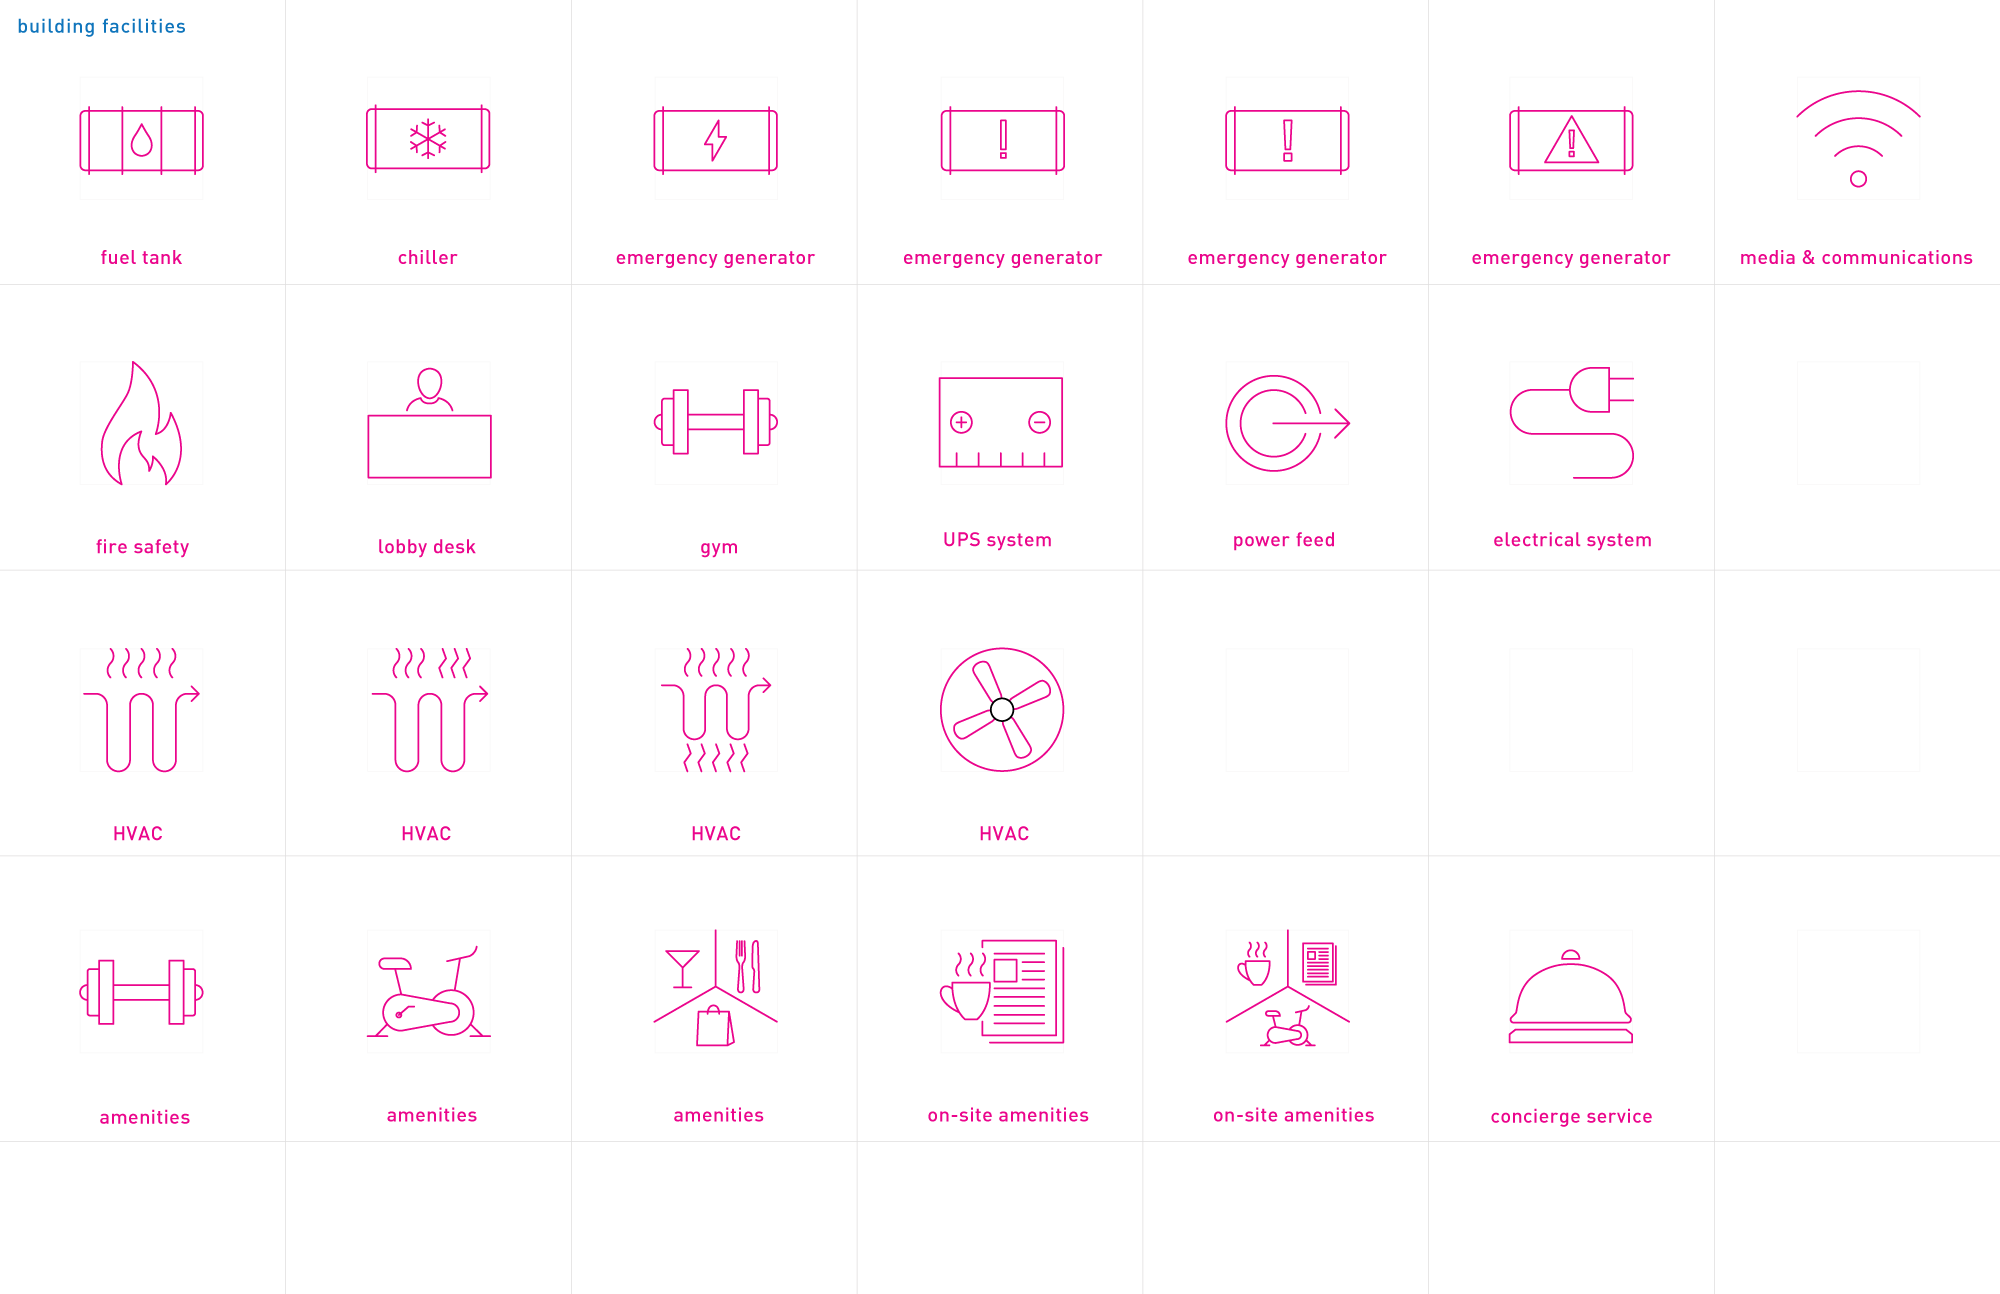 building facilities
fuel tank
chiller
emergency generator
emergency generator
emergency generator
emergency generator
media & communications
fire safety
lobby desk
gym
UPS system
power feed
electrical system
HVAC
HVAC
HVAC
HVAC
amenities
amenities
amenities
on-site amenities
on-site amenities
concierge service